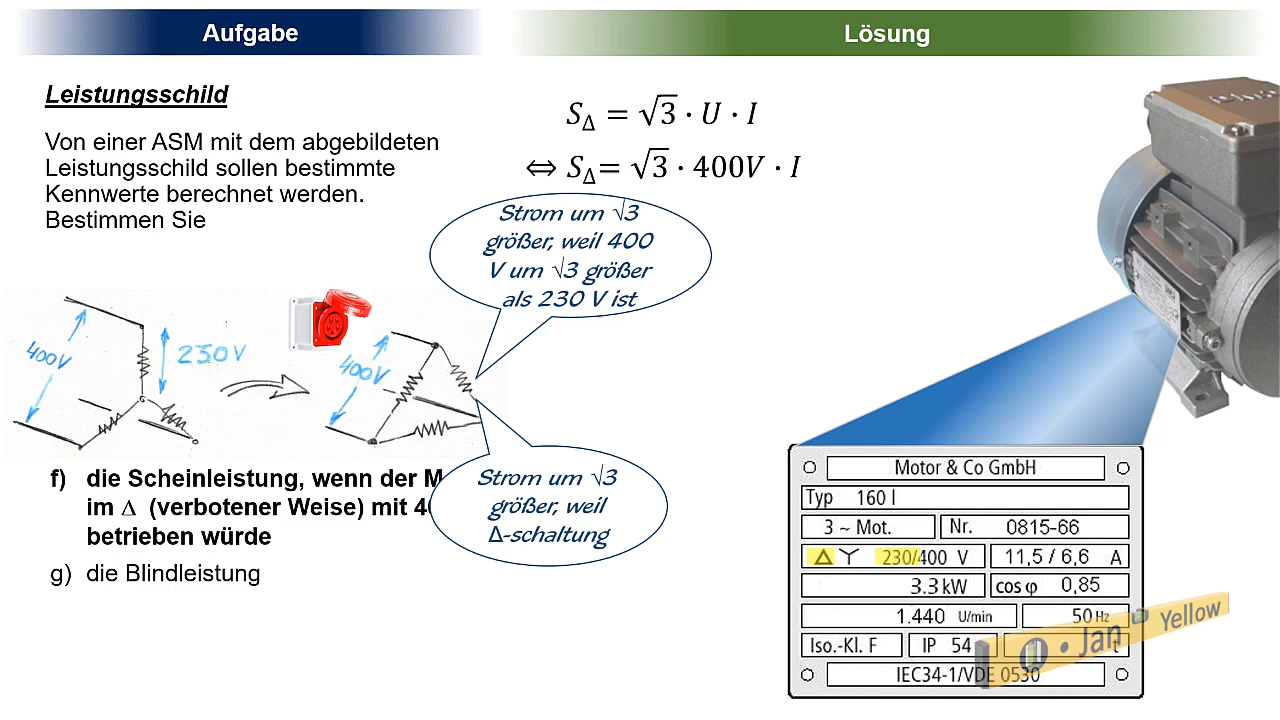 Aufgabe
Lösung
Leistungsschild
Von einer ASM mit dem abgebildeten
Leistungsschild sollen bestimmte
Kennwerte berechnet werden.
Bestimmen Sie
S_Δ = √3 · U · I
⇔ S_Δ = √3 · 400V · I
Strom um √3
größer, weil 400
V um √3 größer
als 230 V ist
400V
230V
400V
f) die Scheinleistung, wenn der M
im Δ (verbotener Weise) mit 4
betrieben würde
g) die Blindleistung
Strom um √3
größer, weil
Δ-schaltung
Motor & Co GmbH
Typ 160 l
3 ~ Mot. Nr. 0815-66
Δ Y 230/400 V 11,5 / 6,6 A
3.3 kW cos φ 0,85
1.440 U/min 50 Hz
Iso.-Kl. F IP 54 t
IEC34-1/VDE 0530
Jan Yellow